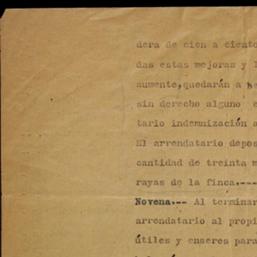 dera de cien a ciento
das estas mejoras y
aumente, quedarán a
sin derecho alguno
tario indemnización a
El arrendatario depos
cantidad de treinta m
rayas de la finca.---
Novena.-- Al terminar
arrendatario al propi
útiles y enseres para